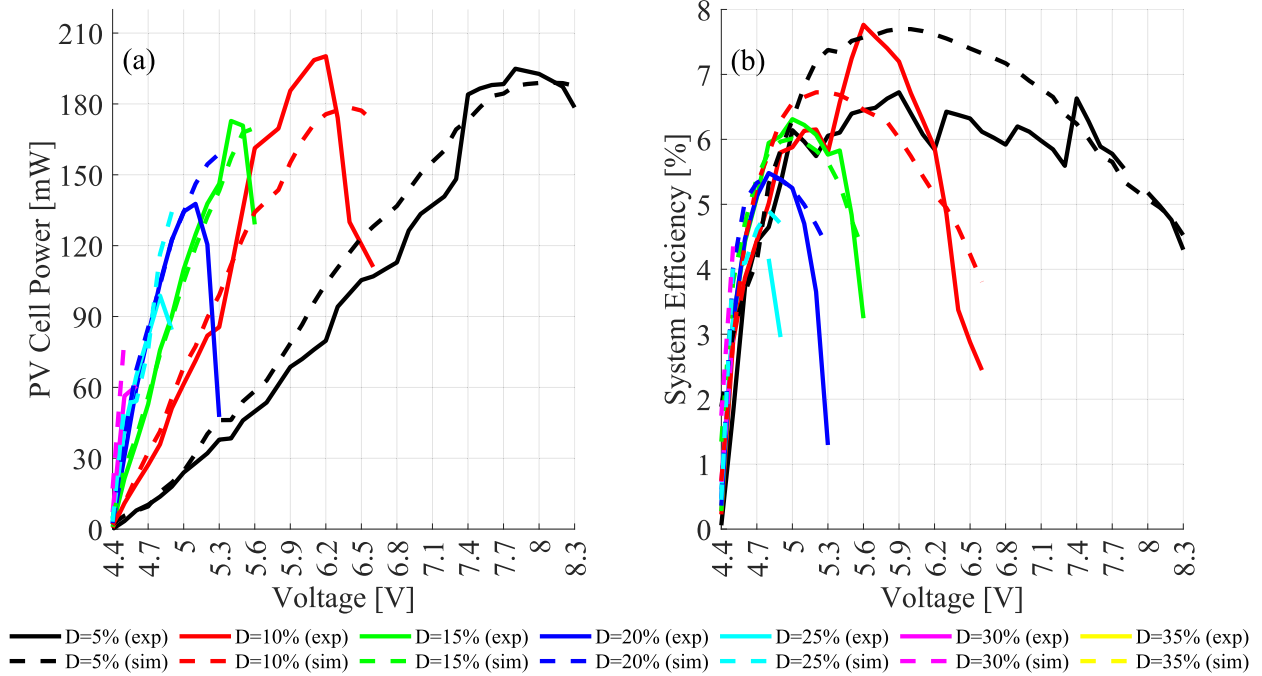 (a)
PV Cell Power [mW]
210
180
150
120
90
60
30
0
4.4 4.7 5 5.3 5.6 5.9 6.2 6.5 6.8 7.1 7.4 7.7 8 8.3
Voltage [V]
(b)
System Efficiency [%]
8
7
6
5
4
3
2
1
0
4.4 4.7 5 5.3 5.6 5.9 6.2 6.5 6.8 7.1 7.4 7.7 8 8.3
Voltage [V]
D=5% (exp) D=10% (exp) D=15% (exp) D=20% (exp) D=25% (exp) D=30% (exp) D=35% (exp)
D=5% (sim) D=10% (sim) D=15% (sim) D=20% (sim) D=25% (sim) D=30% (sim) D=35% (sim)